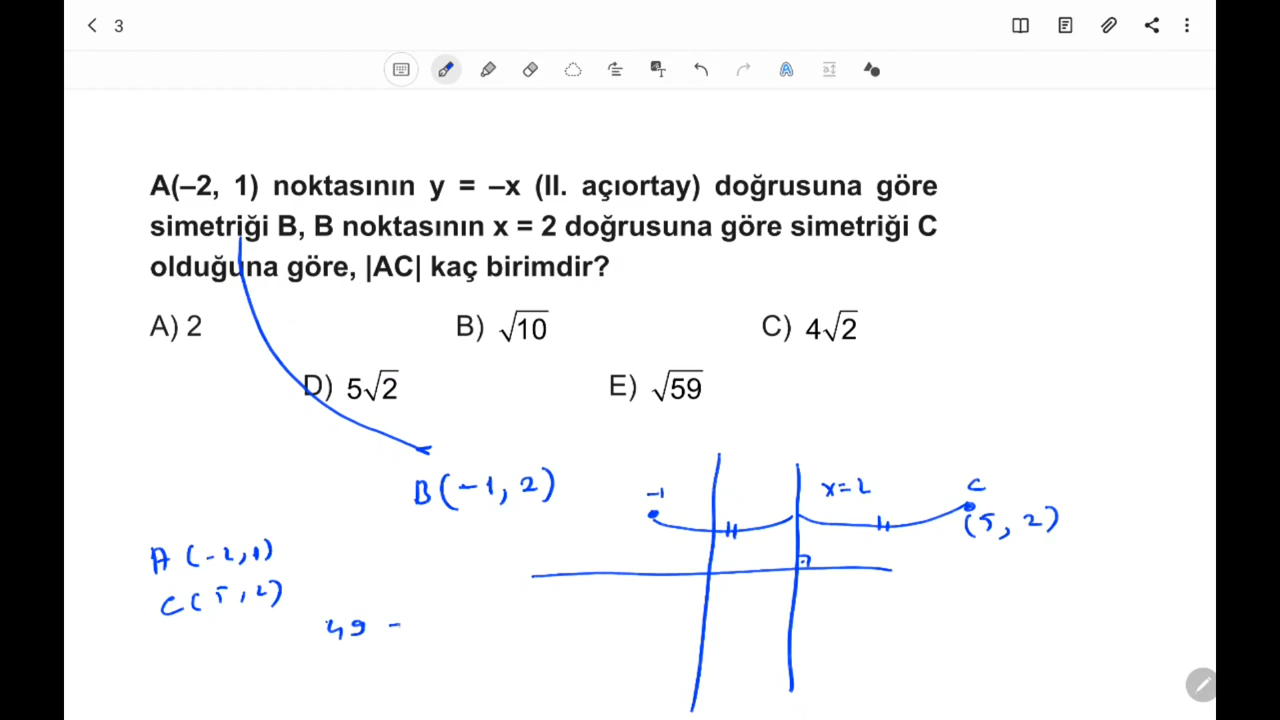 3
A(–2, 1) noktasının y = –x (II. açıortay) doğrusuna göre
simetriği B, B noktasının x = 2 doğrusuna göre simetriği C
olduğuna göre, |AC| kaç birimdir?
A) 2 B) √10 C) 4√2
D) 5√2 E) √59
B(-1, 2)
-1 x=2 C
(5, 2)
A(-2,1)
C(5,2)
49 -